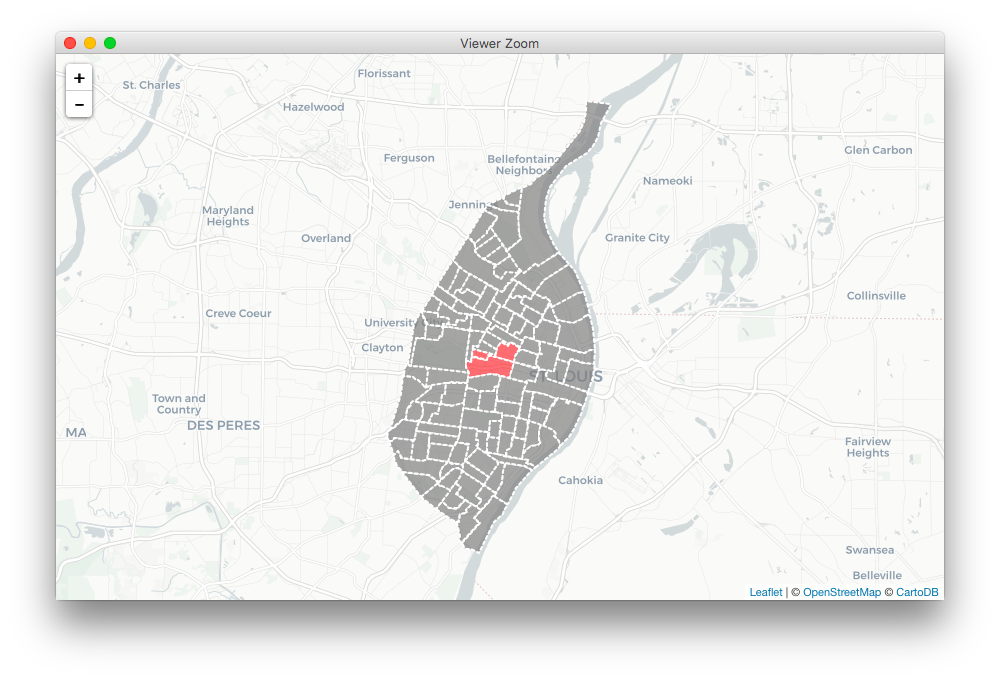 Viewer Zoom
+
-
Florissant
St. Charles
Hazelwood
Glen Carbon
Ferguson
Bellefontaine
Neighbor
Nameoki
Jennin
Maryland
Heights
Overland
Granite City
Collinsville
Creve Coeur
University
Clayton
ST. LOUIS
Town and
Country
DES PERES
MA
Fairview
Heights
Cahokia
Swansea
Belleville
Leaflet | © OpenStreetMap © CartoDB